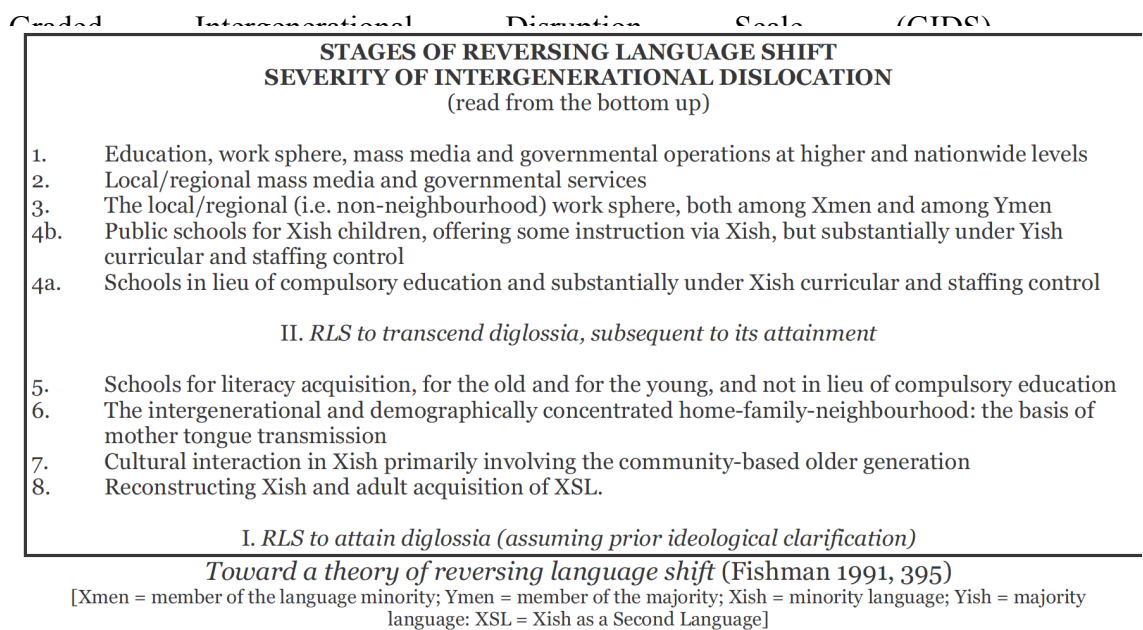 Graded Intergenerational Disruption Scale (GIDS)
STAGES OF REVERSING LANGUAGE SHIFT
SEVERITY OF INTERGENERATIONAL DISLOCATION
(read from the bottom up)
1. Education, work sphere, mass media and governmental operations at higher and nationwide levels
2. Local/regional mass media and governmental services
3. The local/regional (i.e. non-neighbourhood) work sphere, both among Xmen and among Ymen
4b. Public schools for Xish children, offering some instruction via Xish, but substantially under Yish
curricular and staffing control
4a. Schools in lieu of compulsory education and substantially under Xish curricular and staffing control
II. RLS to transcend diglossia, subsequent to its attainment
5. Schools for literacy acquisition, for the old and for the young, and not in lieu of compulsory education
6. The intergenerational and demographically concentrated home-family-neighbourhood: the basis of
mother tongue transmission
7. Cultural interaction in Xish primarily involving the community-based older generation
8. Reconstructing Xish and adult acquisition of XSL.
I. RLS to attain diglossia (assuming prior ideological clarification)
Toward a theory of reversing language shift (Fishman 1991, 395)
[Xmen = member of the language minority; Ymen = member of the majority; Xish = minority language; Yish = majority
language: XSL = Xish as a Second Language]